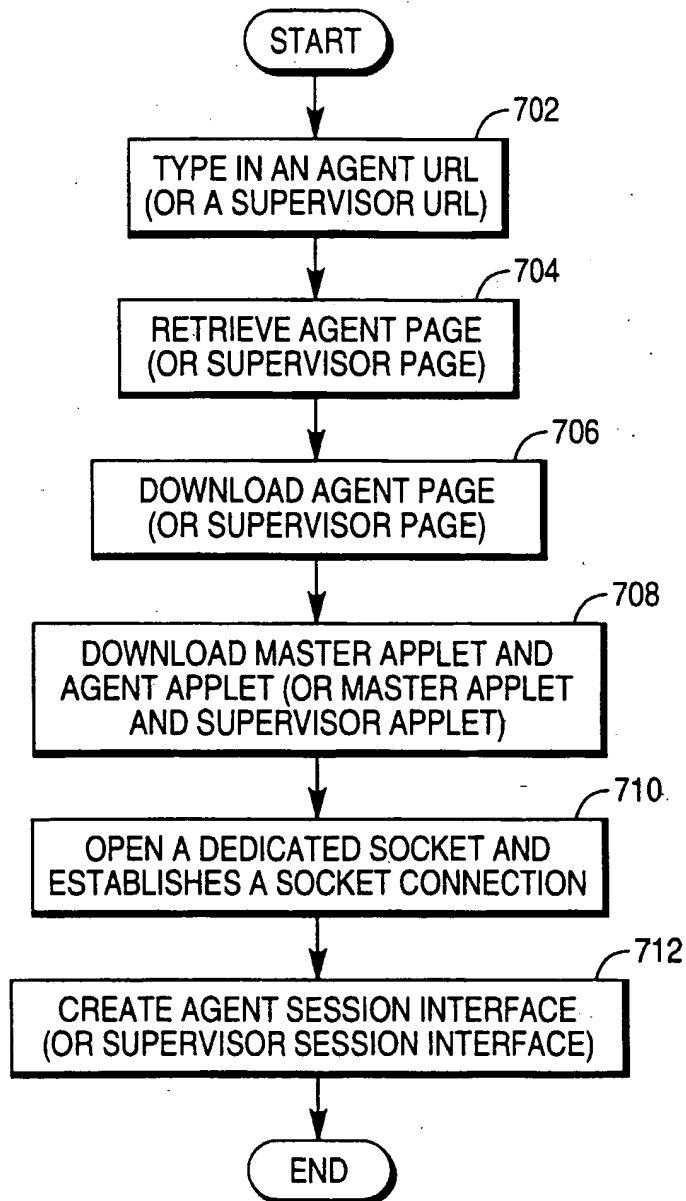 START
702
TYPE IN AN AGENT URL
(OR A SUPERVISOR URL)
704
RETRIEVE AGENT PAGE
(OR SUPERVISOR PAGE)
706
DOWNLOAD AGENT PAGE
(OR SUPERVISOR PAGE)
708
DOWNLOAD MASTER APPLET AND
AGENT APPLET (OR MASTER APPLET
AND SUPERVISOR APPLET)
710
OPEN A DEDICATED SOCKET AND
ESTABLISHES A SOCKET CONNECTION
712
CREATE AGENT SESSION INTERFACE
(OR SUPERVISOR SESSION INTERFACE)
END